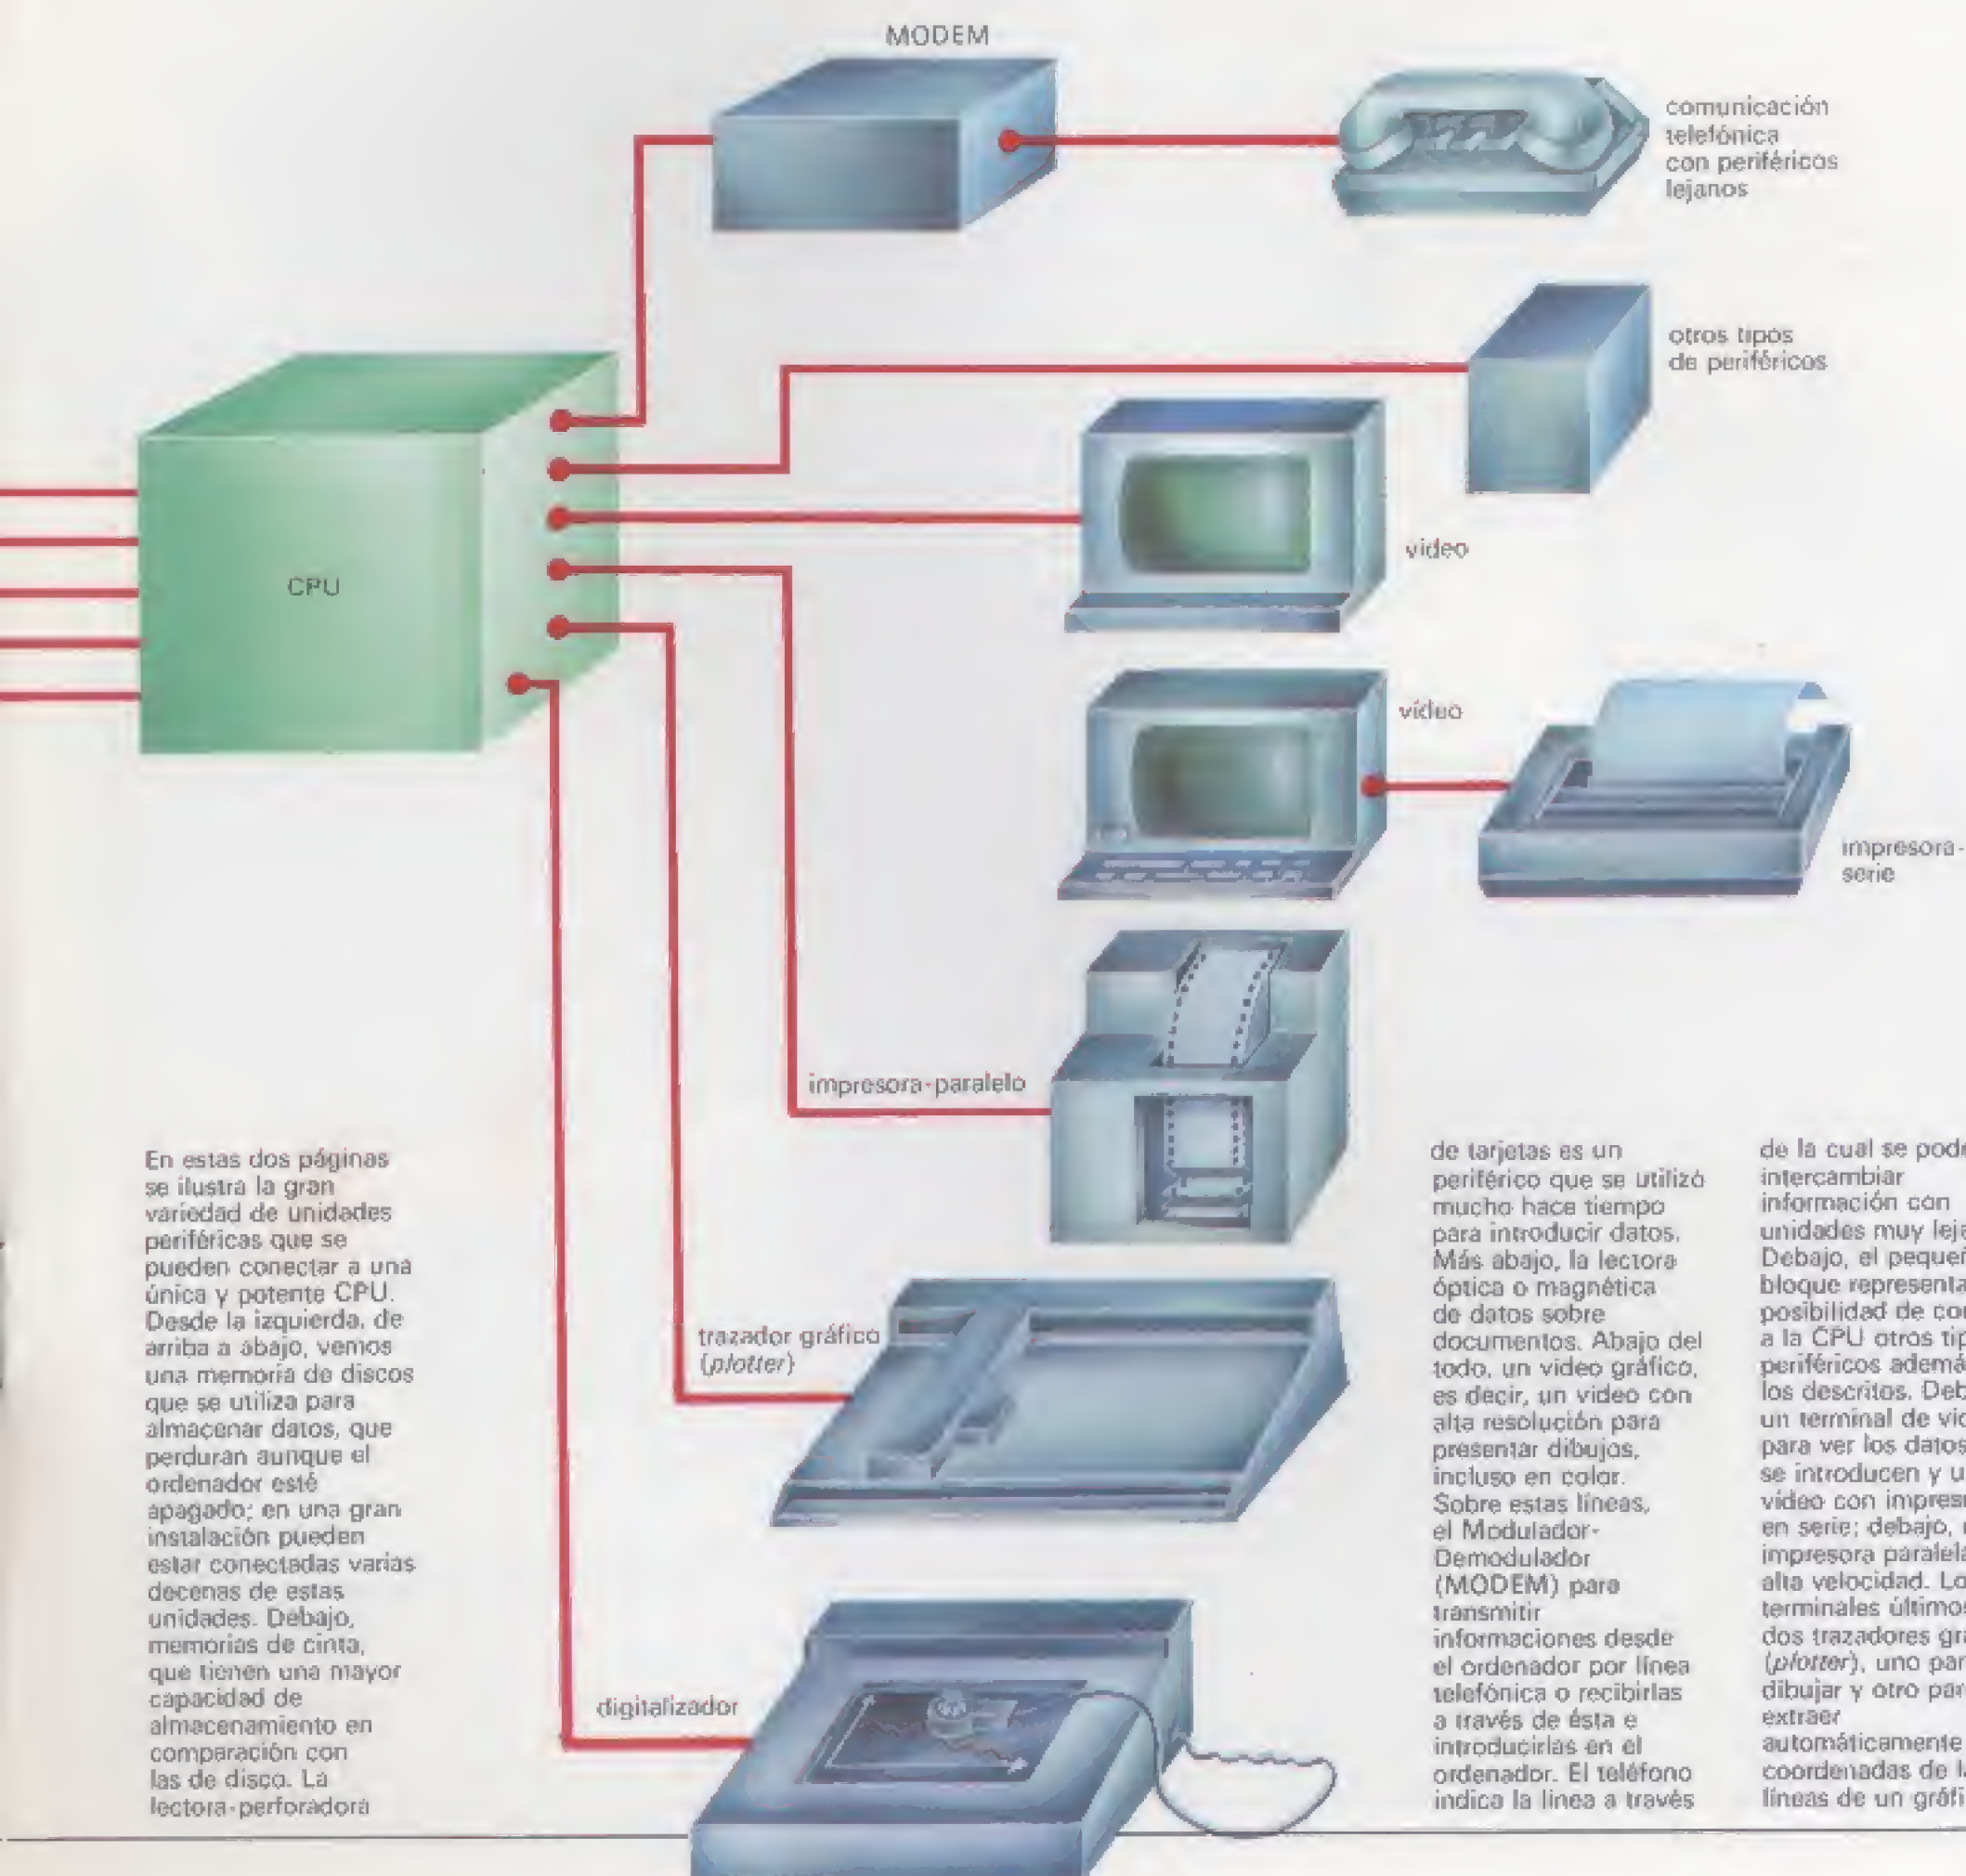 MODEM
comunicación
telefónica
con periféricos
lejanos
otros tipos
de periféricos
CPU
video
vídeo
impresora-
serie
impresora-paralelo
trazador gráfico
(plotter)
digitalizador
En estas dos páginas
se ilustra la gran
variedad de unidades
periféricas que se
pueden conectar a una
única y potente CPU.
Desde la izquierda, de
arriba a abajo, vemos
una memoria de discos
que se utiliza para
almacenar datos, que
perduran aunque el
ordenador esté
apagado; en una gran
instalación pueden
estar conectadas varias
decenas de estas
unidades. Debajo,
memorias de cinta,
que tienen una mayor
capacidad de
almacenamiento en
comparación con
las de disco. La
lectora-perforadora
de tarjetas es un
periférico que se utilizó
mucho hace tiempo
para introducir datos.
Más abajo, la lectora
óptica o magnética
de datos sobre
documentos. Abajo del
todo, un video gráfico,
es decir, un video con
alta resolución para
presentar dibujos,
incluso en color.
Sobre estas líneas,
el Modulador-
Demodulador
(MODEM) para
transmitir
informaciones desde
el ordenador por línea
telefónica o recibirlas
a través de ésta e
introducirlas en el
ordenador. El teléfono
indica la línea a través
de la cual se pod
intercambiar
información con
unidades muy lej
Debajo, el peque
bloque representa
posibilidad de co
a la CPU otros ti
periféricos ademá
los descritos. Deb
un terminal de vi
para ver los datos
se introducen y u
vídeo con impres
en serie; debajo,
impresora paralela
alta velocidad. Lo
terminales últimos
dos trazadores gr
(plotter), uno par
dibujar y otro par
extraer
automáticamente
coordenadas de l
líneas de un gráfi